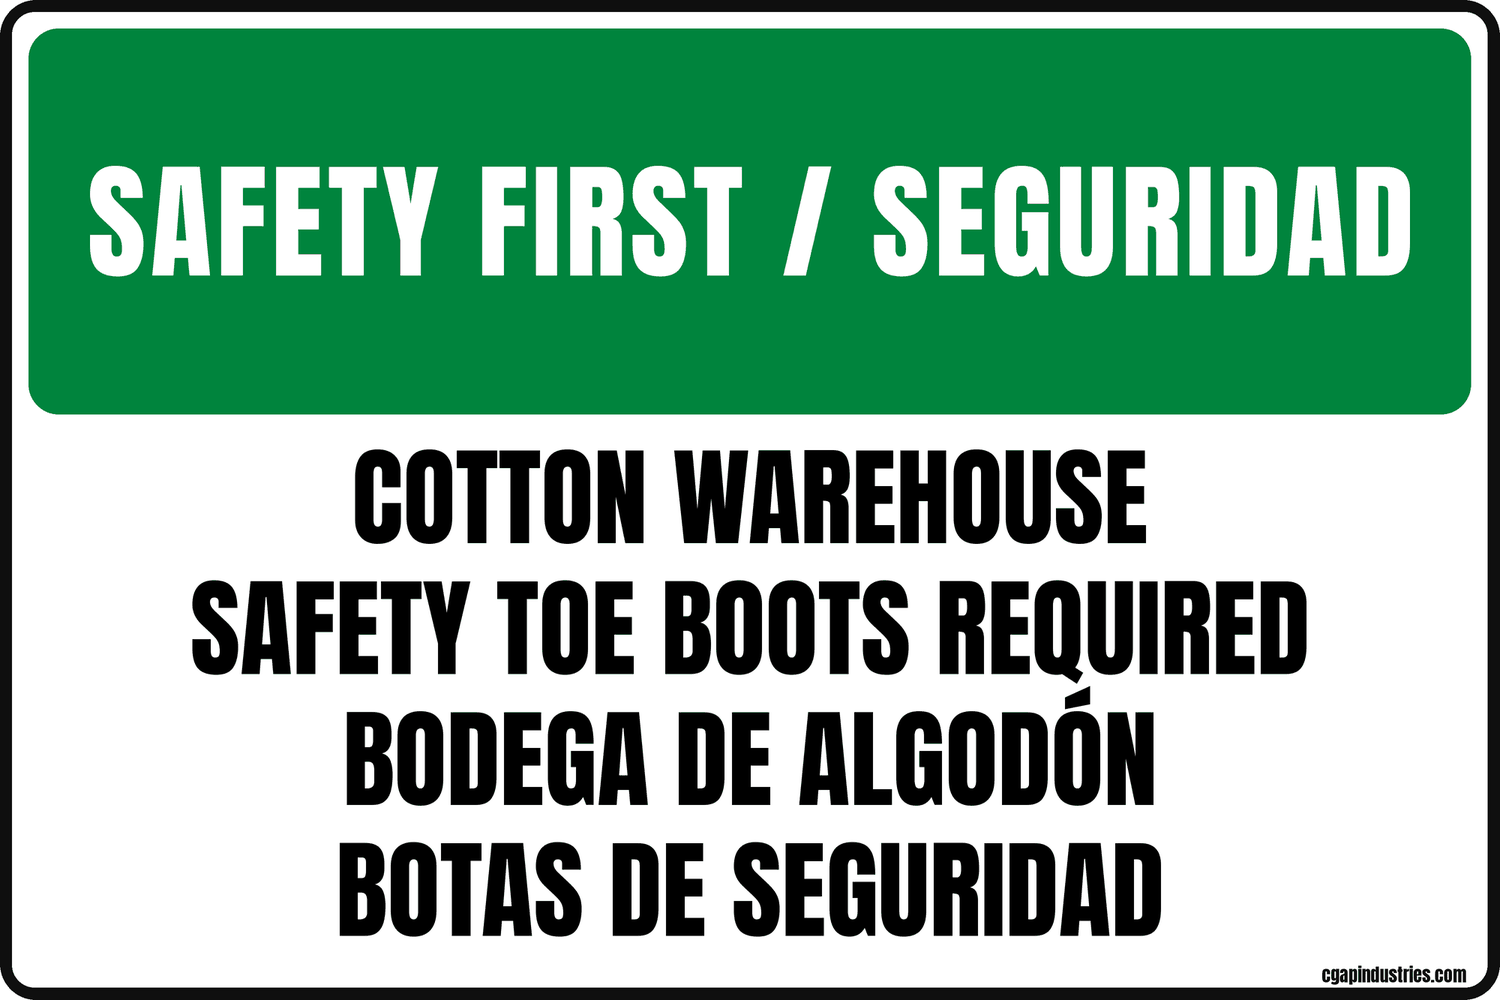 SAFETY FIRST / SEGURIDAD
COTTON WAREHOUSE
SAFETY TOE BOOTS REQUIRED
BODEGA DE ALGODÓN
BOTAS DE SEGURIDAD
cgapindustries.com